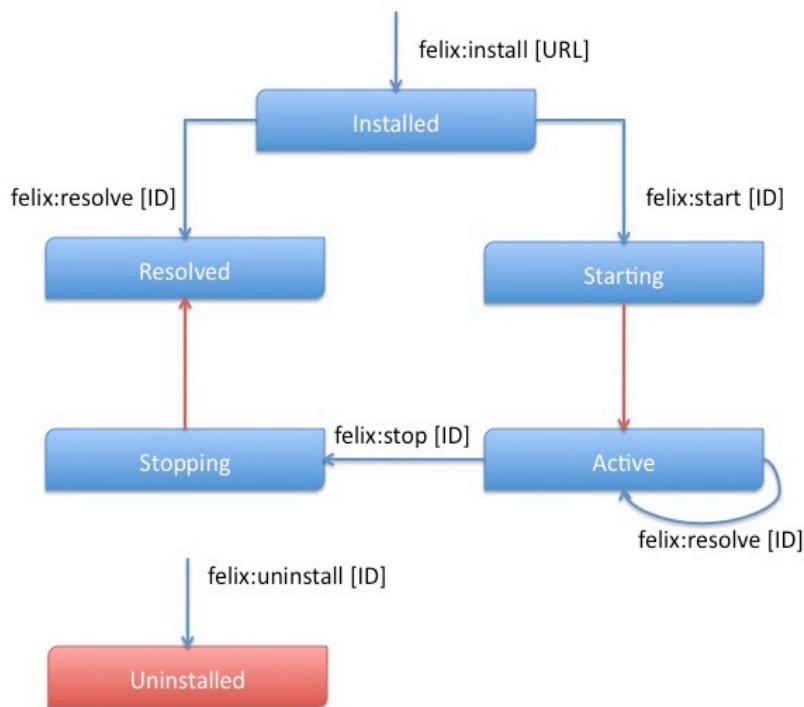 felix:install [URL]
Installed
felix:resolve [ID]
felix:start [ID]
Resolved
Starting
felix:stop [ID]
Stopping
Active
felix:resolve [ID]
felix:uninstall [ID]
Uninstalled